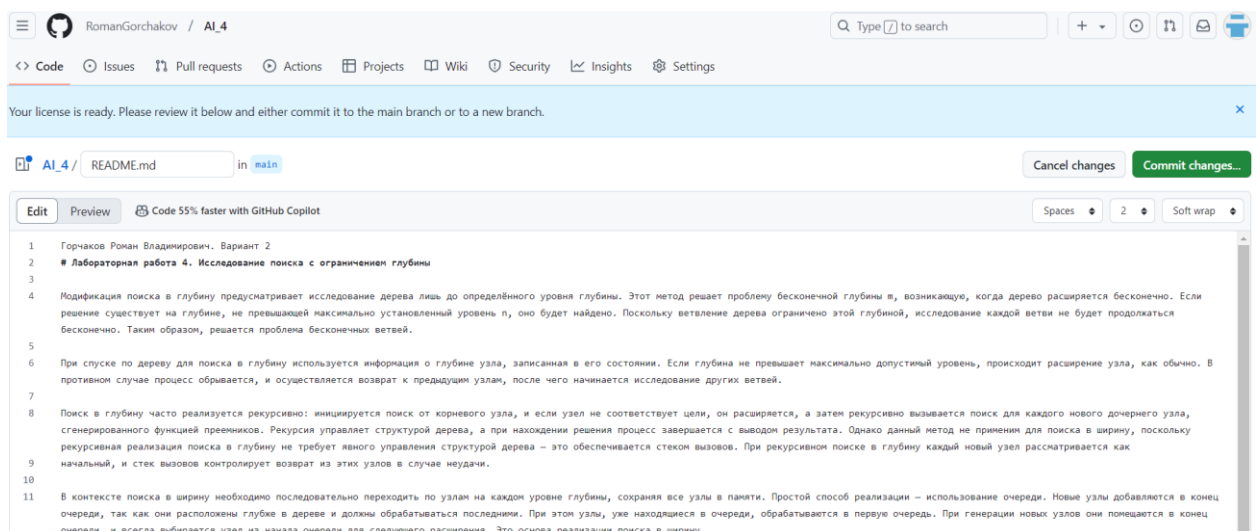 RomanGorchakov / AI_4
Type / to search
<> Code Issues Pull requests Actions Projects Wiki Security Insights Settings
Your license is ready. Please review it below and either commit it to the main branch or to a new branch.
AI_4 / README.md in main
Cancel changes Commit changes...
Edit Preview Code 55% faster with GitHub Copilot
Spaces 2 Soft wrap
1 Горчаков Роман Владимирович. Вариант 2
2 # Лабораторная работа 4. Исследование поиска с ограничением глубины
3
4 Модификация поиска в глубину предусматривает исследование дерева лишь до определённого уровня глубины. Этот метод решает проблему бесконечной глубины m, возникающую, когда дерево расширяется бесконечно. Если
решение существует на глубине, не превышающей максимально установленный уровень n, оно будет найдено. Поскольку ветвление дерева ограничено этой глубиной, исследование каждой ветви не будет продолжаться
бесконечно. Таким образом, решается проблема бесконечных ветвей.
5
6 При спуске по дереву для поиска в глубину используется информация о глубине узла, записанная в его состоянии. Если глубина не превышает максимально допустимый уровень, происходит расширение узла, как обычно. В
противном случае процесс обрывается, и осуществляется возврат к предыдущим узлам, после чего начинается исследование других ветвей.
7
8 Поиск в глубину часто реализуется рекурсивно: инициируется поиск от корневого узла, и если узел не соответствует цели, он расширяется, а затем рекурсивно вызывается поиск для каждого нового дочернего узла,
сгенерированного функцией преемников. Рекурсия управляет структурой дерева, а при нахождении решения процесс завершается с выводом результата. Однако данный метод не применим для поиска в ширину, поскольку
рекурсивная реализация поиска в глубину не требует явного управления структурой дерева — это обеспечивается стеком вызовов. При рекурсивном поиске в глубину каждый новый узел рассматривается как
9 начальный, и стек вызовов контролирует возврат из этих узлов в случае неудачи.
10
11 В контексте поиска в ширину необходимо последовательно переходить по узлам на каждом уровне глубины, сохраняя все узлы в памяти. Простой способ реализации — использование очереди. Новые узлы добавляются в конец
очереди, так как они расположены глубже в дереве и должны обрабатываться последними. При этом узлы, уже находящиеся в очереди, обрабатываются в первую очередь. При генерации новых узлов они помещаются в конец
очереди, и всегда выбирается узел из начала очереди для следующего расширения. Это основа реализации поиска в ширину.